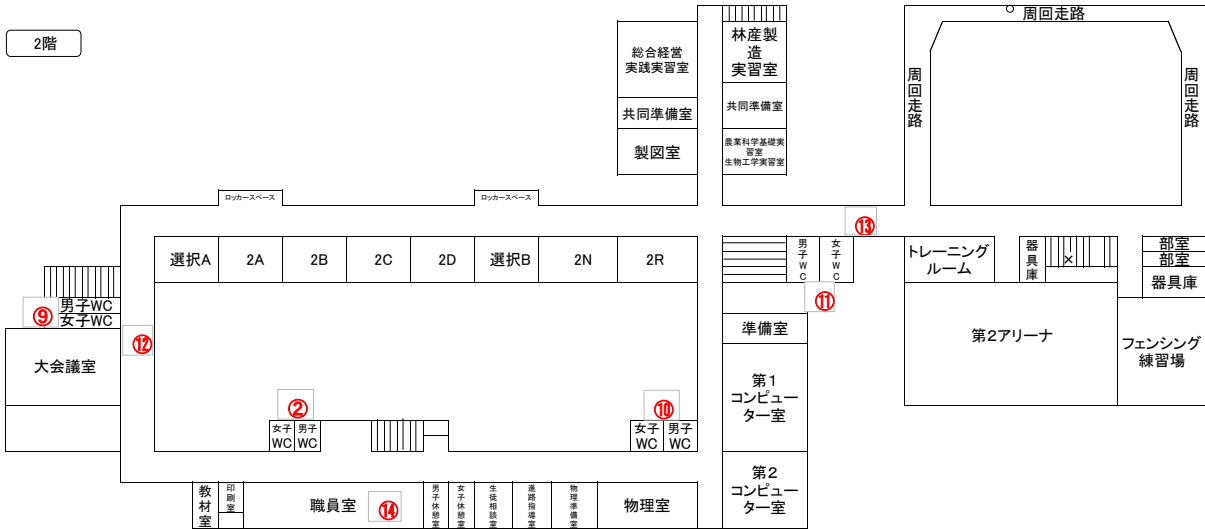 2階
総合経営
実践実習室
共同準備室
製図室
林産製
造
実習室
共同準備室
農業科学基礎実
習室
生物工学実習室
周回走路
周回走路
周回走路
ロッカースペース
ロッカースペース
選択A
2A
2B
2C
2D
選択B
2N
2R
男子WC
女子WC
⑬
トレーニング
ルーム
器具庫
×
部室
部室
器具庫
⑨
男子WC
女子WC
⑫
大会議室
⑪
準備室
第1
コンピュー
ター室
第2アリーナ
フェンシング
練習場
②
女子
WC
男子
WC
⑩
女子
WC
男子
WC
教材室
印刷室
職員室
⑭
男子休憩室
女子休憩室
生徒相談室
進路指導室
物理準備室
物理室
第2
コンピュー
ター室